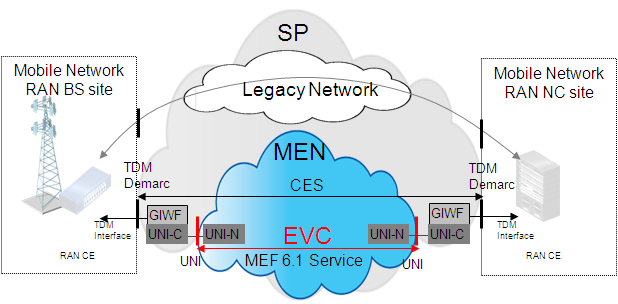 SP
Mobile Network
RAN BS site
Legacy Network
Mobile Network
RAN NC site
MEN
TDM
Demarc
CES
TDM
Demarc
TDM
Interface
GIWF
UNI-C
UNI-N
EVC
UNI-N
GIWF
UNI-C
TDM
Interface
RAN CE
UNI
MEF 6.1 Service
UNI
RAN CE